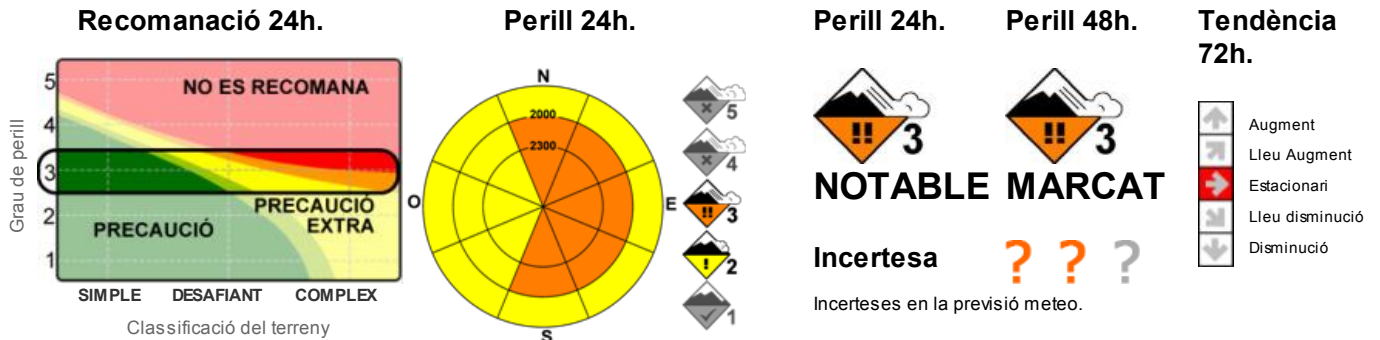 Recomanació 24h.
Perill 24h.
Perill 24h.
Perill 48h.
Tendència
72h.
Grau de perill
5
4
3
2
1
NO ES RECOMANA
PRECAUCIÓ
EXTRA
PRECAUCIÓ
SIMPLE DESAFIANT COMPLEX
Classificació del terreny
N
2000
2300
O
E
S
5
4
3
2
1
3
NOTABLE
3
MARCAT
Incertesa
? ? ?
Incerteses en la previsió meteo.
Augment
Lleu Augment
Estacionari
Lleu disminució
Disminució